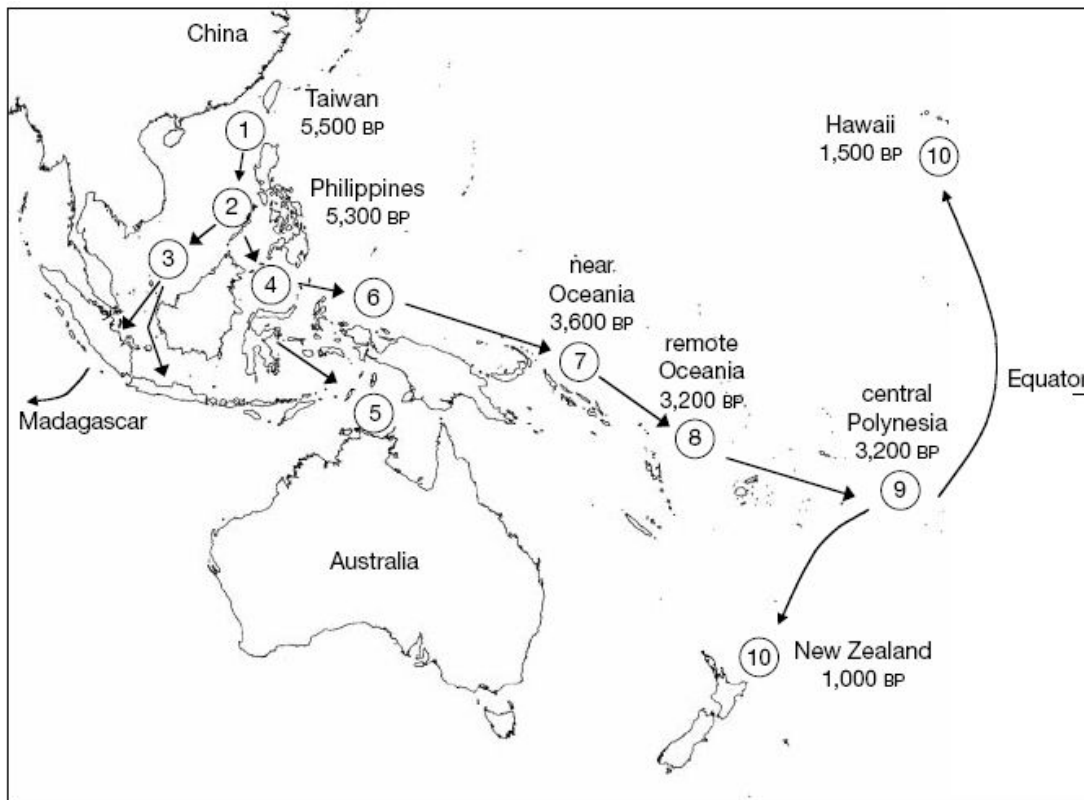 China
Taiwan
5,500 BP
1
Philippines
5,300 BP
2
3
4
5
6
near
Oceania
3,600 BP
7
remote
Oceania
3,200 BP
8
central
Polynesia
3,200 BP
9
Hawaii
1,500 BP
10
Equator
Madagascar
Australia
10
New Zealand
1,000 BP